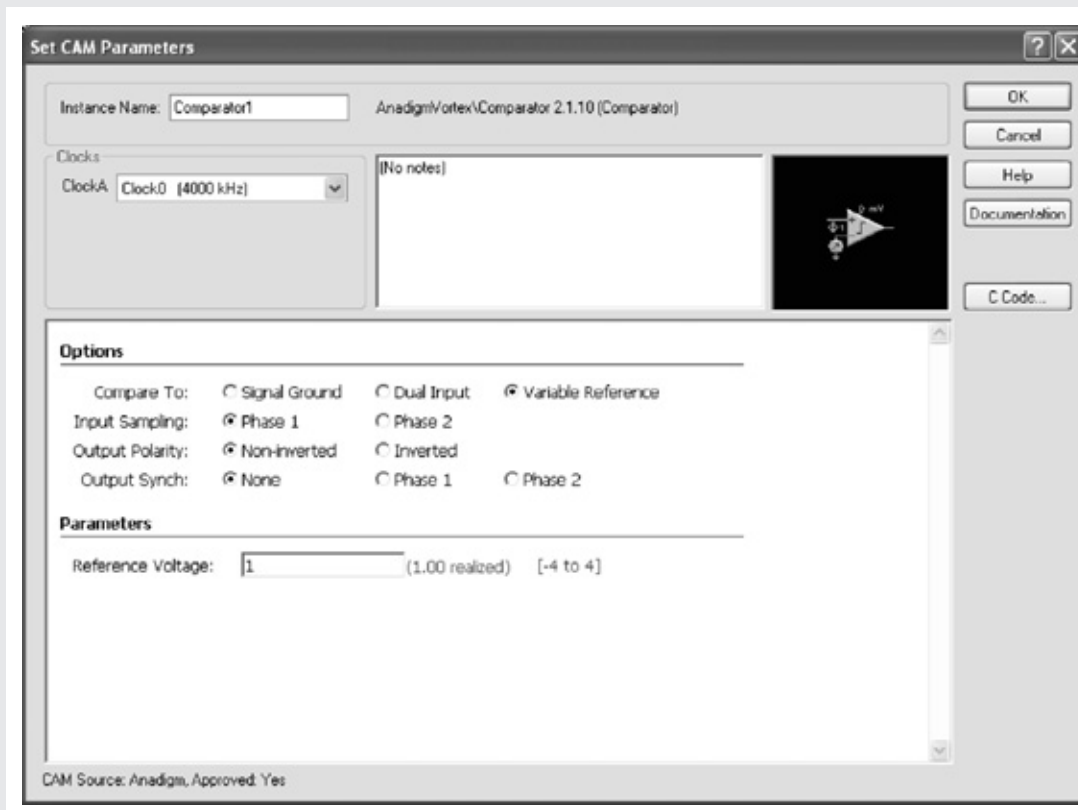 Set CAM Parameters
Instance Name: Comparator1 AnadigmVortex\Comparator 2.1.10 (Comparator)
OK
Cancel
Help
Documentation
C Code...
Clocks
ClockA Clock0 (4000 kHz)
(No notes)
0 mV
Options
Compare To: Signal Ground Dual Input Variable Reference
Input Sampling: Phase 1 Phase 2
Output Polarity: Non-inverted Inverted
Output Synch: None Phase 1 Phase 2
Parameters
Reference Voltage: 1 (1.00 realized) [-4 to 4]
CAM Source: Anadigm, Approved: Yes